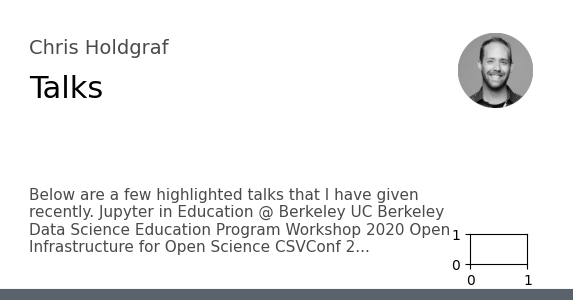 Chris Holdgraf
Talks
Below are a few highlighted talks that I have given
recently. Jupyter in Education @ Berkeley UC Berkeley
Data Science Education Program Workshop 2020 Open
Infrastructure for Open Science CSVConf 2...
1
0
0 1